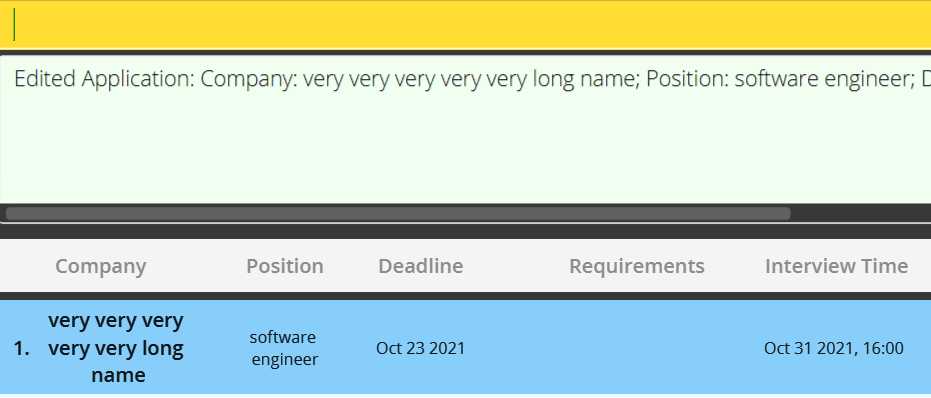 Edited Application: Company: very very very very very long name; Position: software engineer; D
Company Position Deadline Requirements Interview Time
very very very
1. very very long
name
software
engineer
Oct 23 2021
Oct 31 2021, 16:00